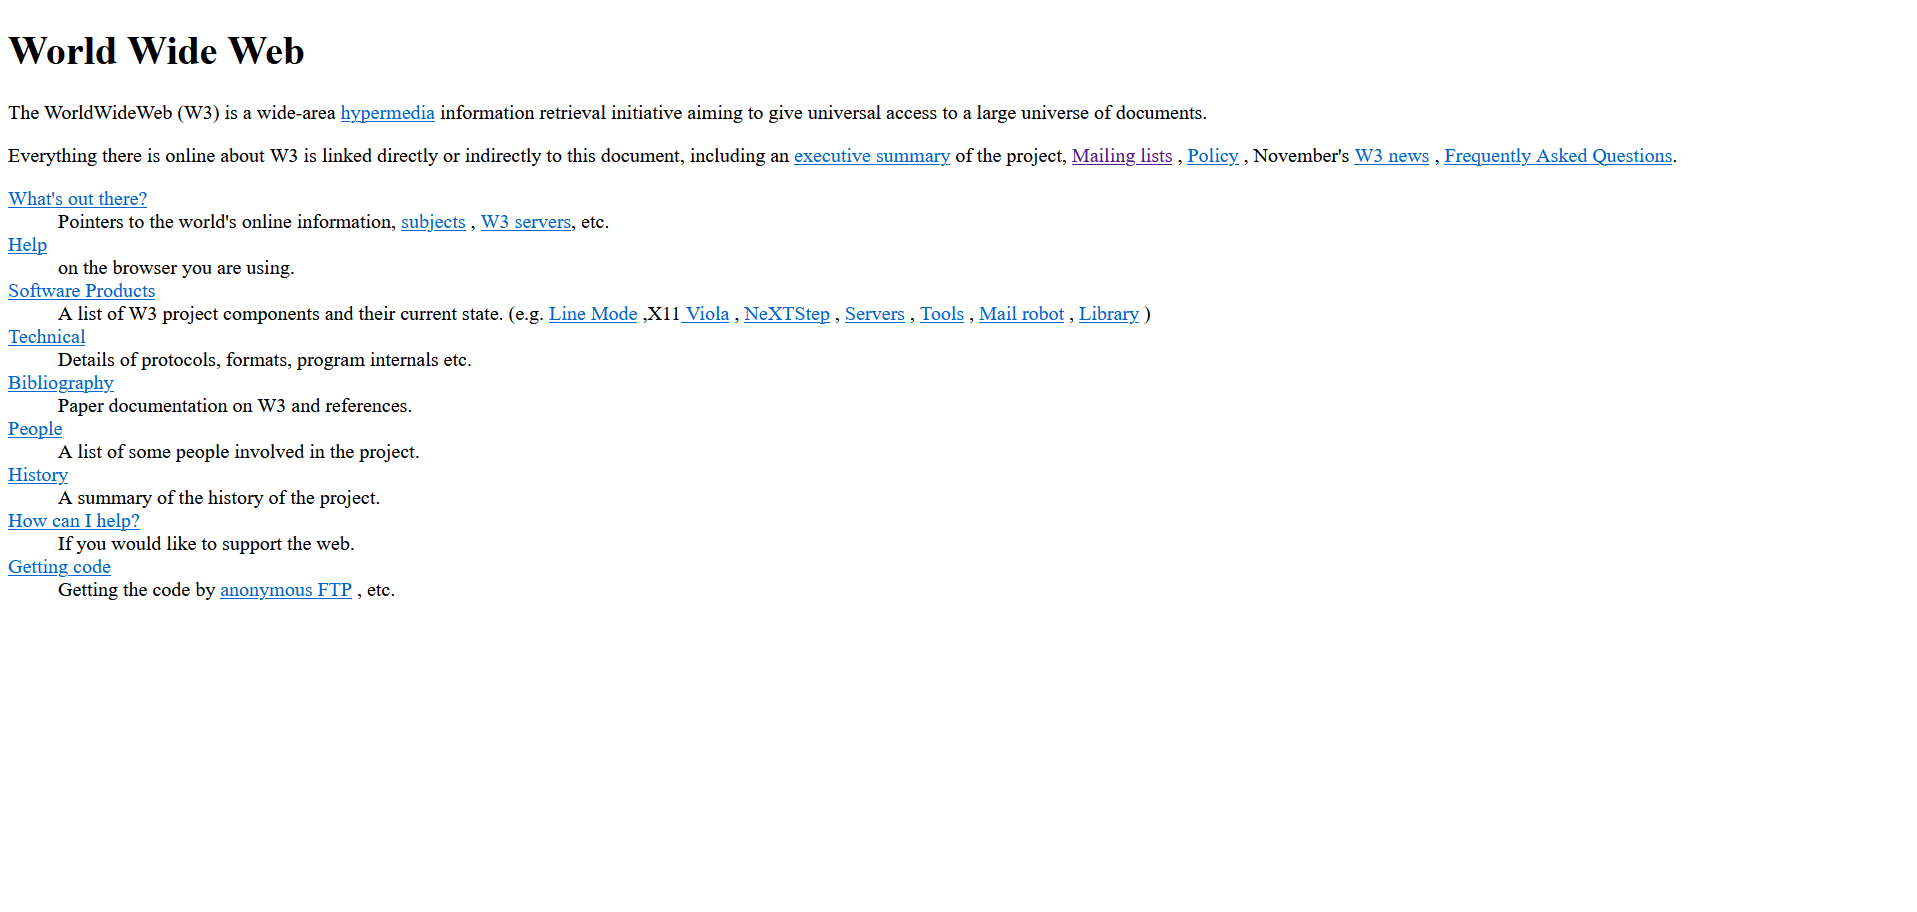 World Wide Web
The WorldWideWeb (W3) is a wide-area hypermedia information retrieval initiative aiming to give universal access to a large universe of documents.
Everything there is online about W3 is linked directly or indirectly to this document, including an executive summary of the project, Mailing lists , Policy , November's W3 news , Frequently Asked Questions.
What's out there?
Pointers to the world's online information, subjects , W3 servers, etc.
Help
on the browser you are using.
Software Products
A list of W3 project components and their current state. (e.g. Line Mode ,X11 Viola , NeXTStep , Servers , Tools , Mail robot , Library )
Technical
Details of protocols, formats, program internals etc.
Bibliography
Paper documentation on W3 and references.
People
A list of some people involved in the project.
History
A summary of the history of the project.
How can I help?
If you would like to support the web.
Getting code
Getting the code by anonymous FTP , etc.